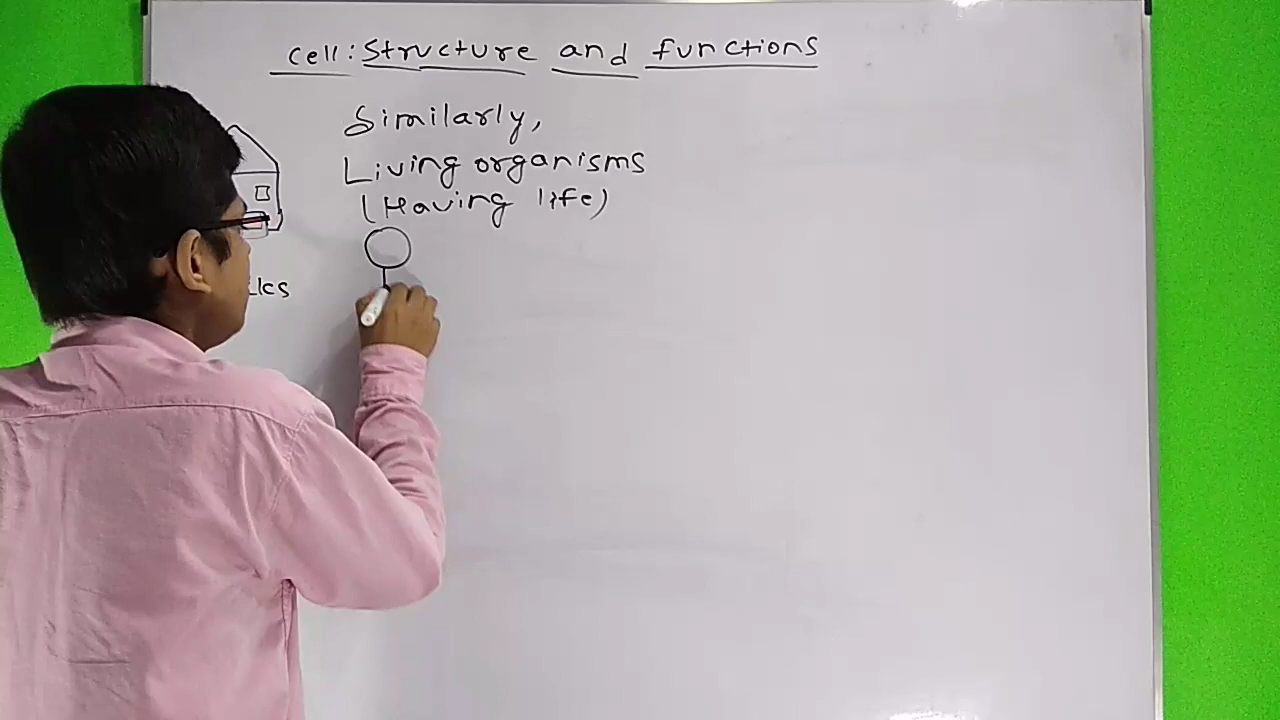 cell: Structure and functions
Similarly,
Living organisms
(Having life)